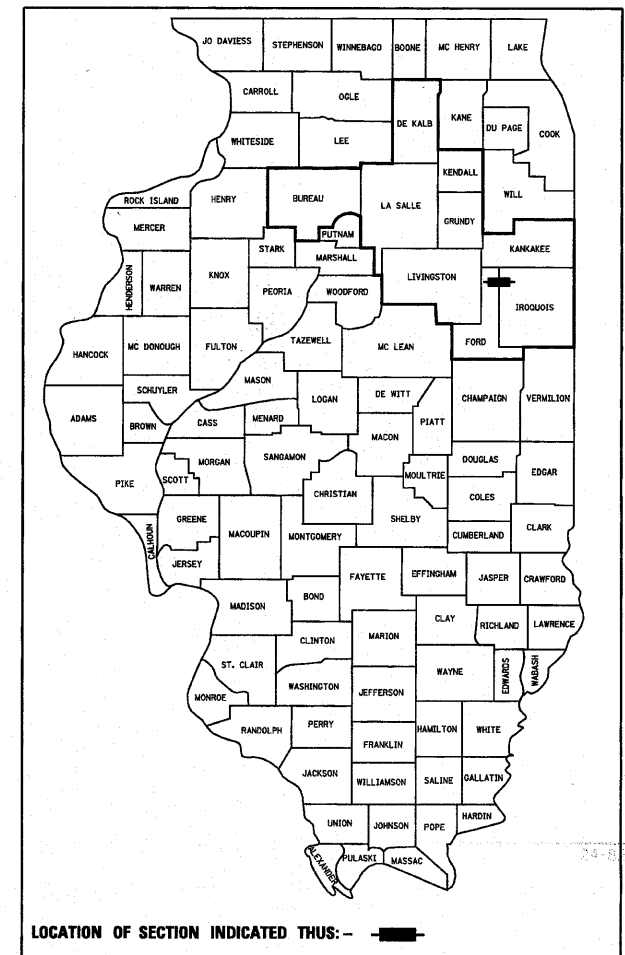 JO DAVIESS STEPHENSON WINNEBAGO BOONE MC HENRY LAKE
CARROLL OGLE DE KALB KANE DU PAGE COOK
WHITESIDE LEE
KENDALL
ROCK ISLAND HENRY BUREAU LA SALLE WILL
MERCER PUTNAM GRUNDY
STARK MARSHALL KANKAKEE
HENDERSON WARREN KNOX PEORIA WOODFORD LIVINGSTON IROQUOIS
HANCOCK MC DONOUGH FULTON TAZEWELL MC LEAN FORD
MASON
SCHUYLER LOGAN DE WITT CHAMPAIGN VERMILION
ADAMS BROWN CASS MENARD PIATT
MACON
SANGAMON DOUGLAS
PIKE SCOTT MORGAN MOULTRIE EDGAR
CHRISTIAN COLES
GREENE MACOUPIN SHELBY
CALHOUN MONTGOMERY CUMBERLAND CLARK
JERSEY FAYETTE EFFINGHAM JASPER CRAWFORD
MADISON BOND
CLAY RICHLAND LAWRENCE
CLINTON MARION
ST. CLAIR WAYNE EDWARDS WABASH
MONROE WASHINGTON JEFFERSON
RANDOLPH PERRY HAMILTON WHITE
FRANKLIN
JACKSON WILLIAMSON SALINE GALLATIN
UNION JOHNSON POPE HARDIN
ALEXANDER PULASKI MASSAC
LOCATION OF SECTION INDICATED THUS:-